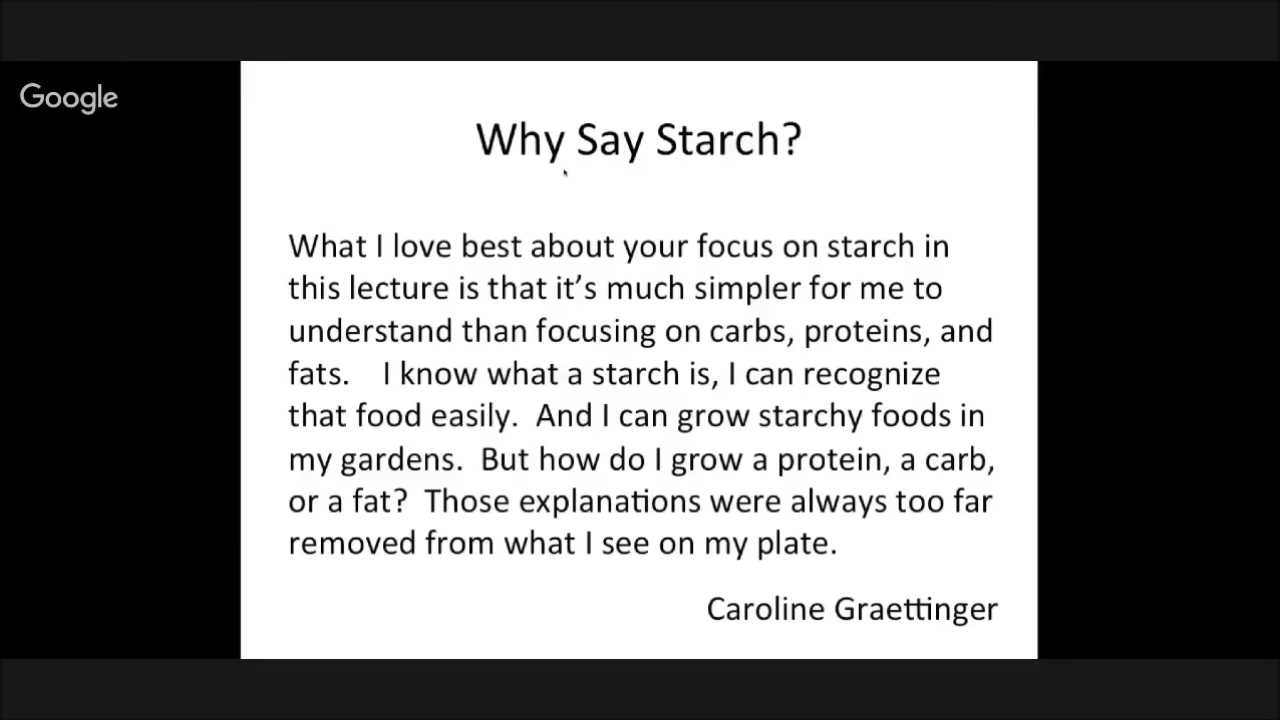 Google
Why Say Starch?
What I love best about your focus on starch in
this lecture is that it's much simpler for me to
understand than focusing on carbs, proteins, and
fats.    I know what a starch is, I can recognize
that food easily.  And I can grow starchy foods in
my gardens.  But how do I grow a protein, a carb,
or a fat?  Those explanations were always too far
removed from what I see on my plate.
Caroline Graettinger